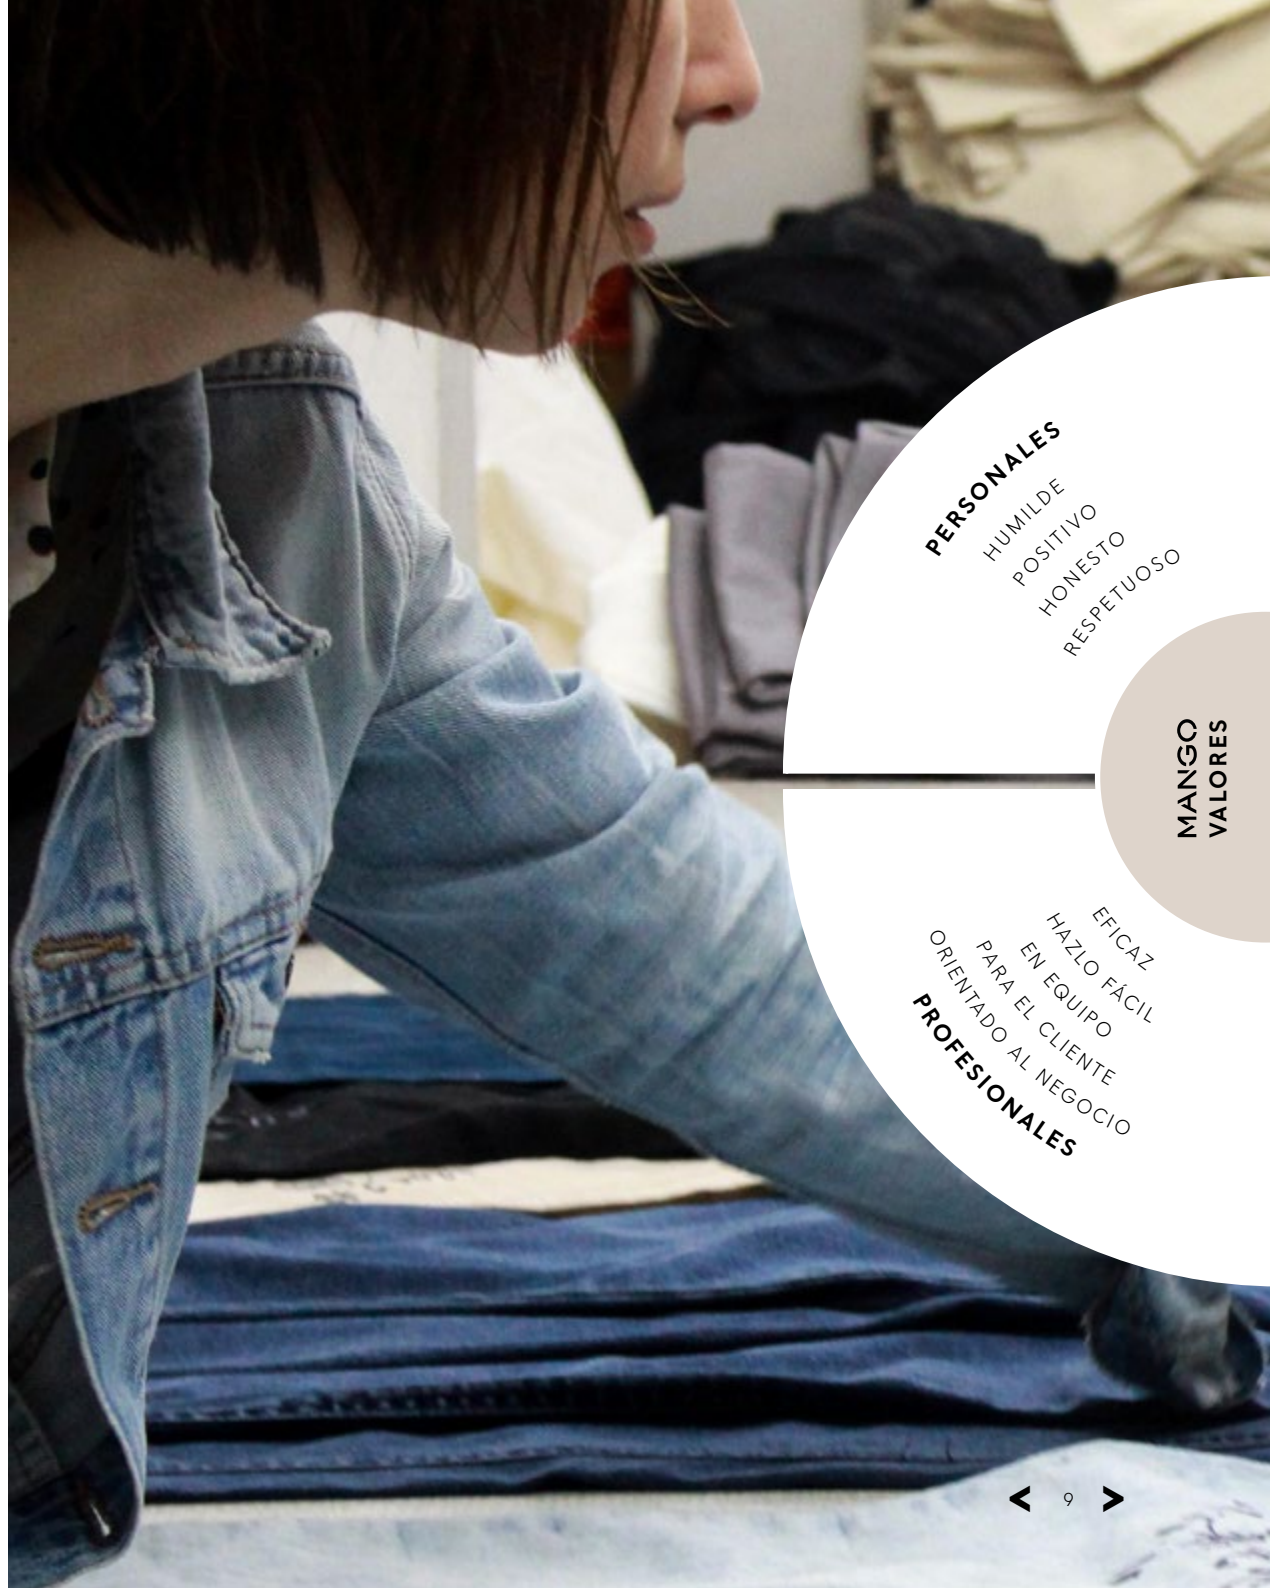 PERSONALES
HUMILDE
POSITIVO
HONESTO
RESPETUOSO
MANGO
VALORES
EFICAZ
HAZLO FÁCIL
EN EQUIPO
PARA EL CLIENTE
ORIENTADO AL NEGOCIO
PROFESIONALES
< 9 >